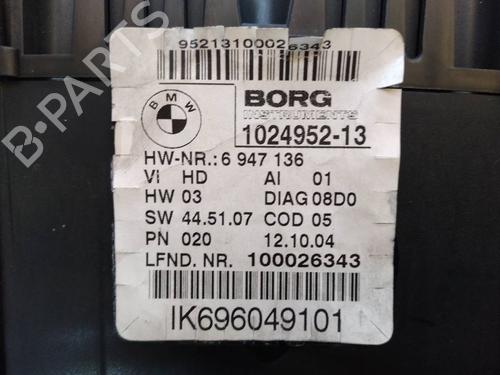 95213100026343
BMW
BORG
INSTRUMENTS
1024952-13
HW-NR.: 6 947 136
VI HD AI 01
HW 03 DIAG 08D0
SW 44.51.07 COD 05
PN 020 12.10.04
LFND. NR. 100026343
IK696049101
B-PARTS